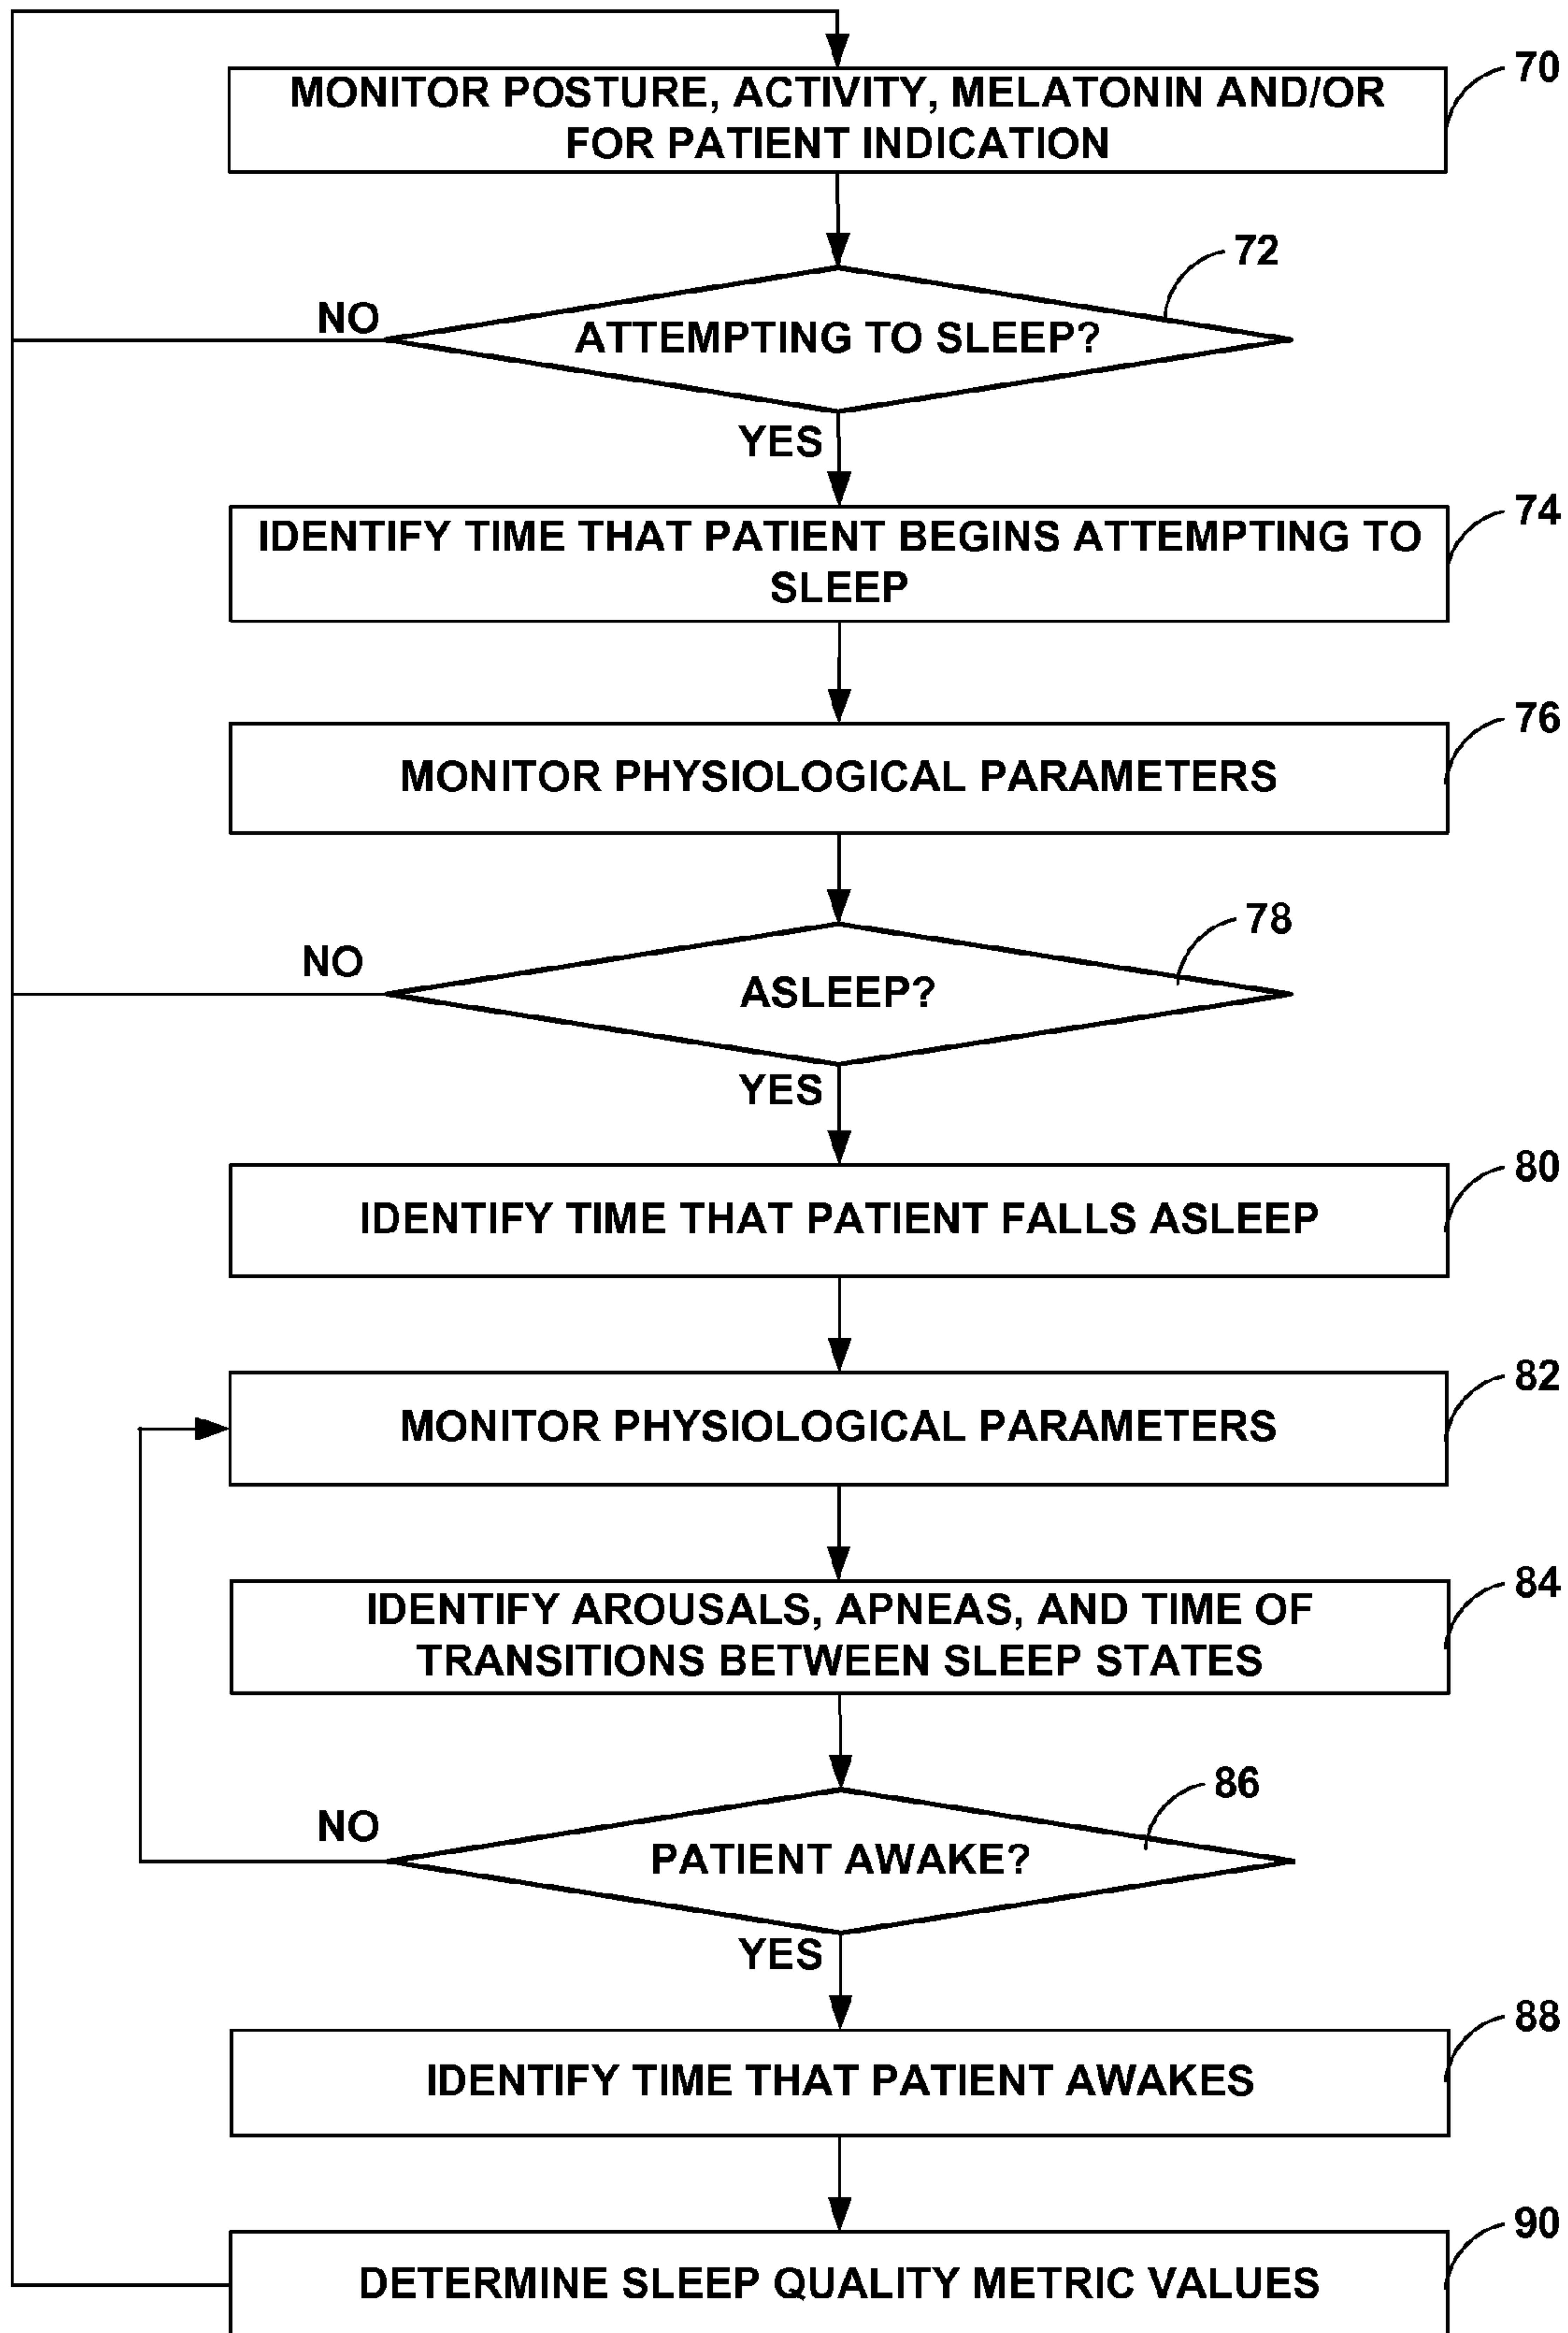 MONITOR POSTURE, ACTIVITY, MELATONIN AND/OR
FOR PATIENT INDICATION
70
72
NO
ATTEMPTING TO SLEEP?
YES
74
IDENTIFY TIME THAT PATIENT BEGINS ATTEMPTING TO
SLEEP
76
MONITOR PHYSIOLOGICAL PARAMETERS
78
NO
ASLEEP?
YES
80
IDENTIFY TIME THAT PATIENT FALLS ASLEEP
82
MONITOR PHYSIOLOGICAL PARAMETERS
84
IDENTIFY AROUSALS, APNEAS, AND TIME OF
TRANSITIONS BETWEEN SLEEP STATES
86
NO
PATIENT AWAKE?
YES
88
IDENTIFY TIME THAT PATIENT AWAKES
90
DETERMINE SLEEP QUALITY METRIC VALUES